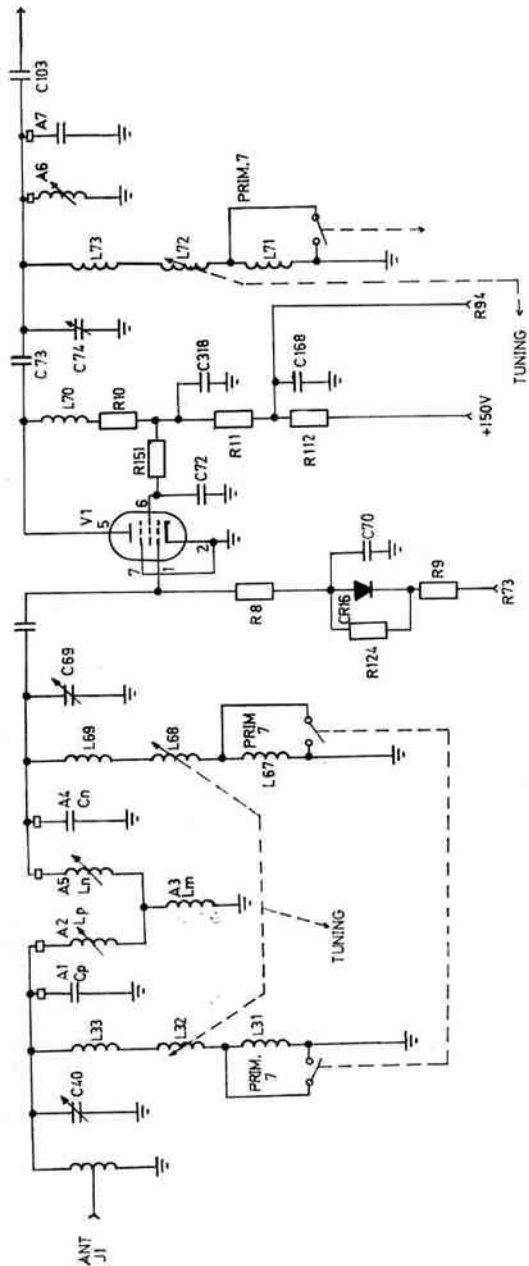 ANT
J1
C40
L33
L32
L31
PRIM.7
A1
Cp
A2
Lp
A3
Lm
A5
Ln
A4
Cn
TUNING
L69
L68
PRIM
7
L67
C69
R8
CR16
C70
R124
R9
R73
V1
5
6
7
1
2
R151
C72
L70
R10
C318
R11
C168
R112
+150V
R94
C73
C74
L73
L72
L71
PRIM.7
TUNING
A6
A7
C103